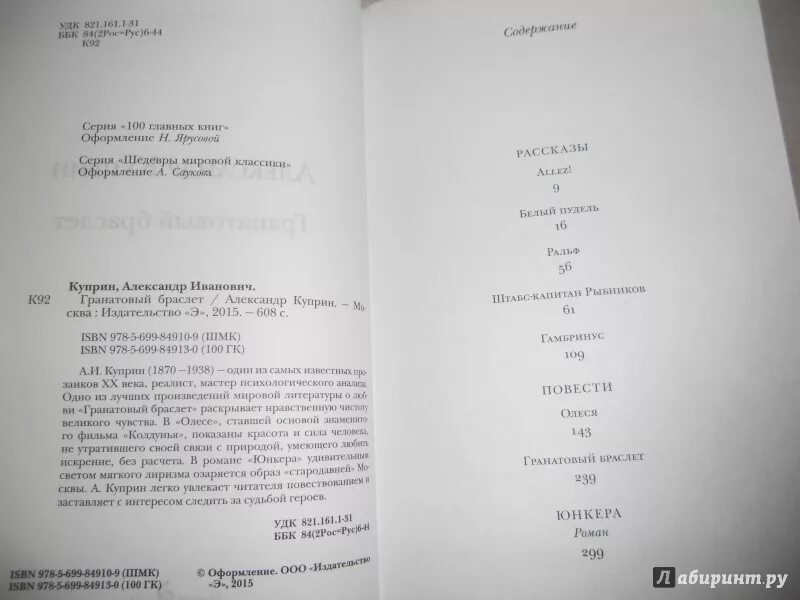 УДК 821.161.1-31
ББК 84(2Рос=Рус)6-44
К92
Серия «100 главных книг»
Оформление Н. Ярусовой
Серия «Шедевры мировой классики»
Оформление А. Саукова
Гранатовый браслет
Куприн, Александр Иванович.
К92 Гранатовый браслет / Александр Куприн. – Мо-
сква : Издательство «Э», 2015. – 608 с.
ISBN 978-5-699-84910-9 (ШМК)
ISBN 978-5-699-84913-0 (100 ГК)
А.И. Куприн (1870 –1938) – один из самых известных про-
заиков XX века, реалист, мастер психологического анализа.
Одно из лучших произведений мировой литературы о лю-
бви «Гранатовый браслет» раскрывает нравственную чистоту
великого чувства. В «Олесе», ставшей основой знамени-
того фильма «Колдунья», показаны красота и сила человека,
не утратившего своей связи с природой, умеющего любить
искренне, без расчета. В романе «Юнкера» удивительным
светом мягкого лиризма озаряется образ «стародавней» Мо-
сквы. А. Куприн легко увлекает читателя повествованием и
заставляет с интересом следить за судьбой героев.
УДК 821.161.1-31
ББК 84(2Рос=Рус)6-44
ISBN 978-5-699-84910-9 (ШМК)
ISBN 978-5-699-84913-0 (100 ГК)
© Оформление. ООО «Издательство
«Э», 2015
Содержание
РАССКАЗЫ
Allez!
9
Белый пудель
16
Ральф
56
Штабс-капитан Рыбников
61
Гамбринус
109
ПОВЕСТИ
Олеся
143
Гранатовый браслет
239
ЮНКЕРА
Роман
299
Лабиринт.ру